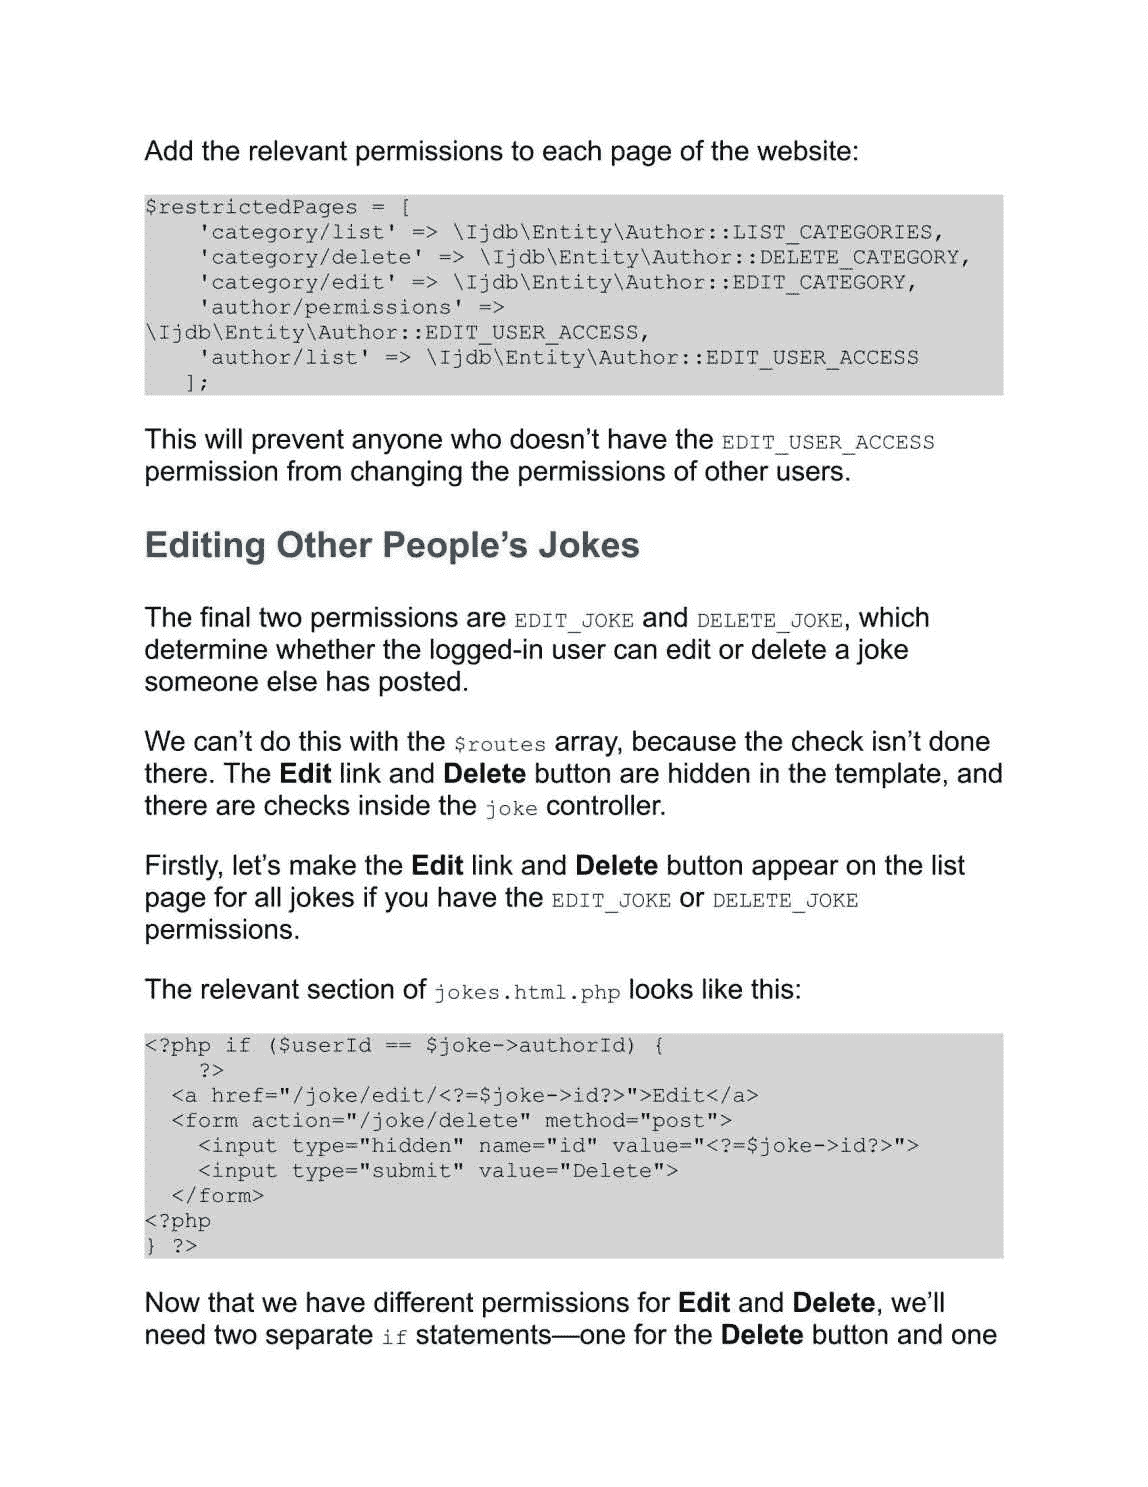 Add the relevant permissions to each page of the website:
$restrictedPages = [
    'category/list' => \Ijdb\Entity\Author::LIST_CATEGORIES,
    'category/delete' => \Ijdb\Entity\Author::DELETE_CATEGORY,
    'category/edit' => \Ijdb\Entity\Author::EDIT_CATEGORY,
    'author/permissions' =>
\Ijdb\Entity\Author::EDIT_USER_ACCESS,
    'author/list' => \Ijdb\Entity\Author::EDIT_USER_ACCESS
   ];
This will prevent anyone who doesn’t have the EDIT_USER_ACCESS
permission from changing the permissions of other users.
Editing Other People’s Jokes
The final two permissions are EDIT_JOKE and DELETE_JOKE, which
determine whether the logged-in user can edit or delete a joke
someone else has posted.
We can’t do this with the $routes array, because the check isn’t done
there. The Edit link and Delete button are hidden in the template, and
there are checks inside the joke controller.
Firstly, let’s make the Edit link and Delete button appear on the list
page for all jokes if you have the EDIT_JOKE or DELETE_JOKE
permissions.
The relevant section of jokes.html.php looks like this:
<?php if ($userId == $joke->authorId) {
    ?>
  <a href="/joke/edit/<?=$joke->id?>">Edit</a>
  <form action="/joke/delete" method="post">
    <input type="hidden" name="id" value="<?=$joke->id?>">
    <input type="submit" value="Delete">
  </form>
<?php
} ?>
Now that we have different permissions for Edit and Delete, we’ll
need two separate if statements—one for the Delete button and one